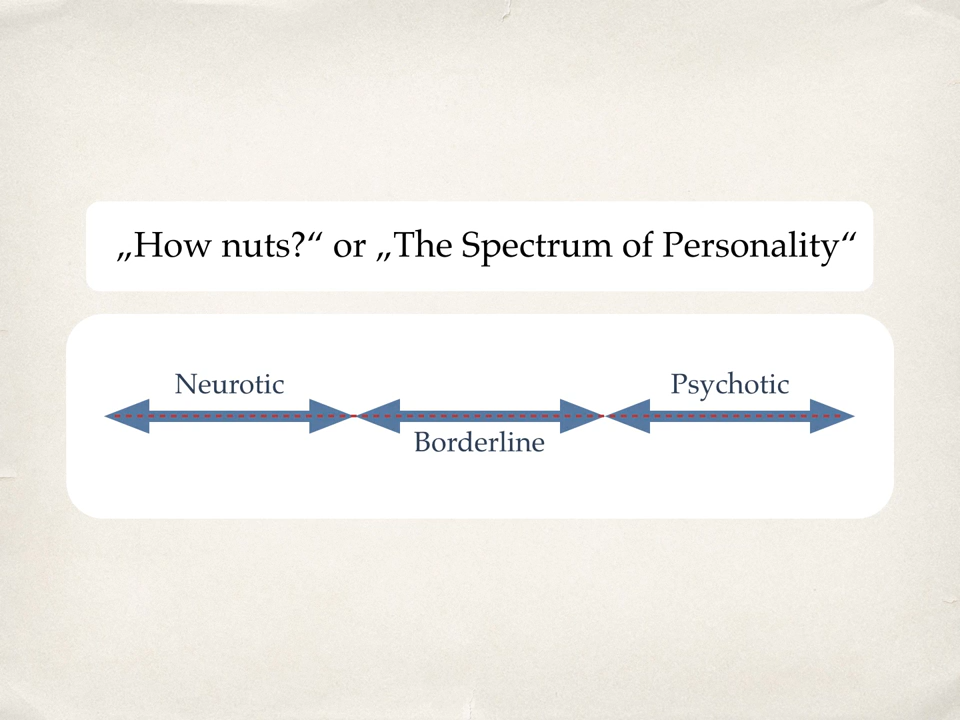 „How nuts?“ or „The Spectrum of Personality“
Neurotic
Psychotic
Borderline